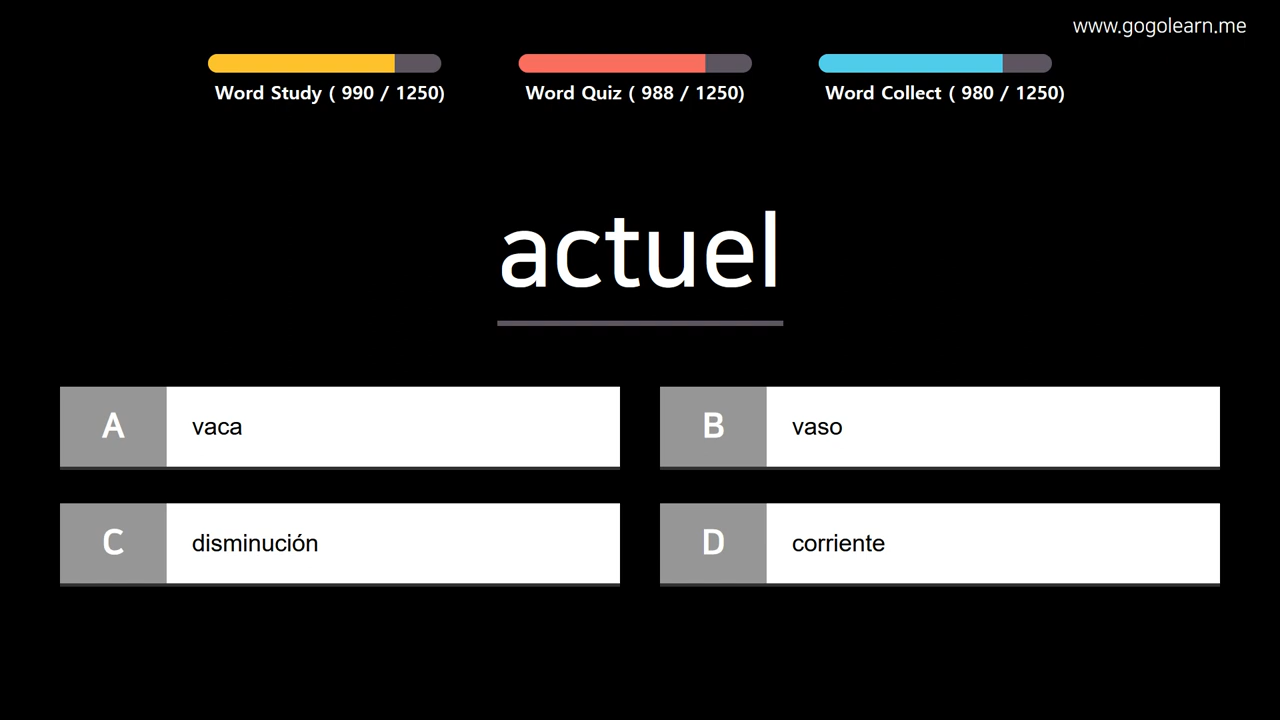 www.gogolearn.me
Word Study ( 990 / 1250)
Word Quiz ( 988 / 1250)
Word Collect ( 980 / 1250)
actuel
A
vaca
B
vaso
C
disminución
D
corriente